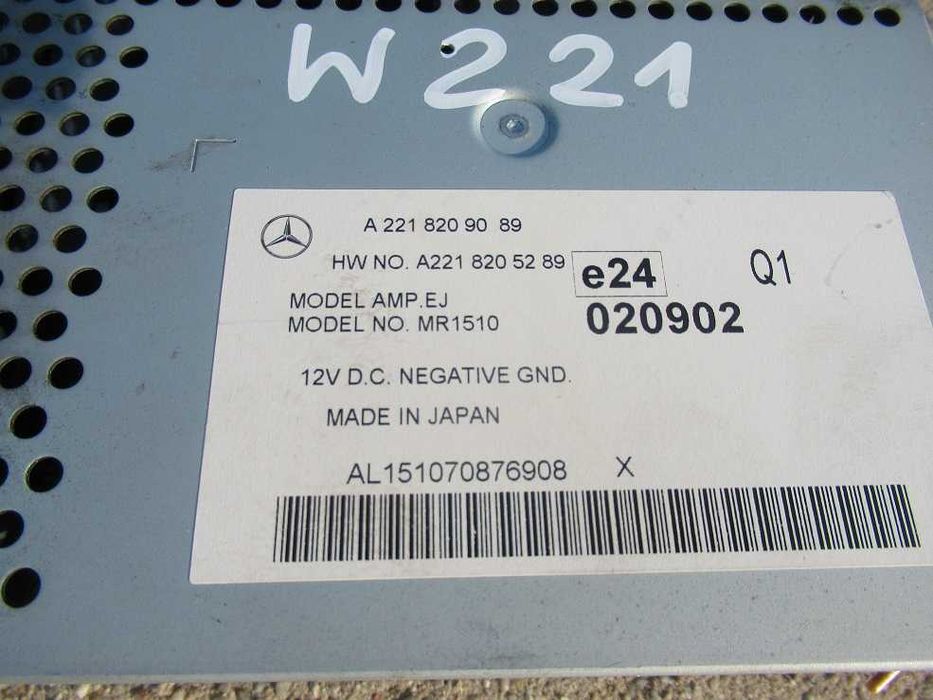 W221
A 221 820 90 89
HW NO. A221 820 52 89
e24
Q1
MODEL AMP.EJ
MODEL NO. MR1510
020902
12V D.C. NEGATIVE GND.
MADE IN JAPAN
AL151070876908 X